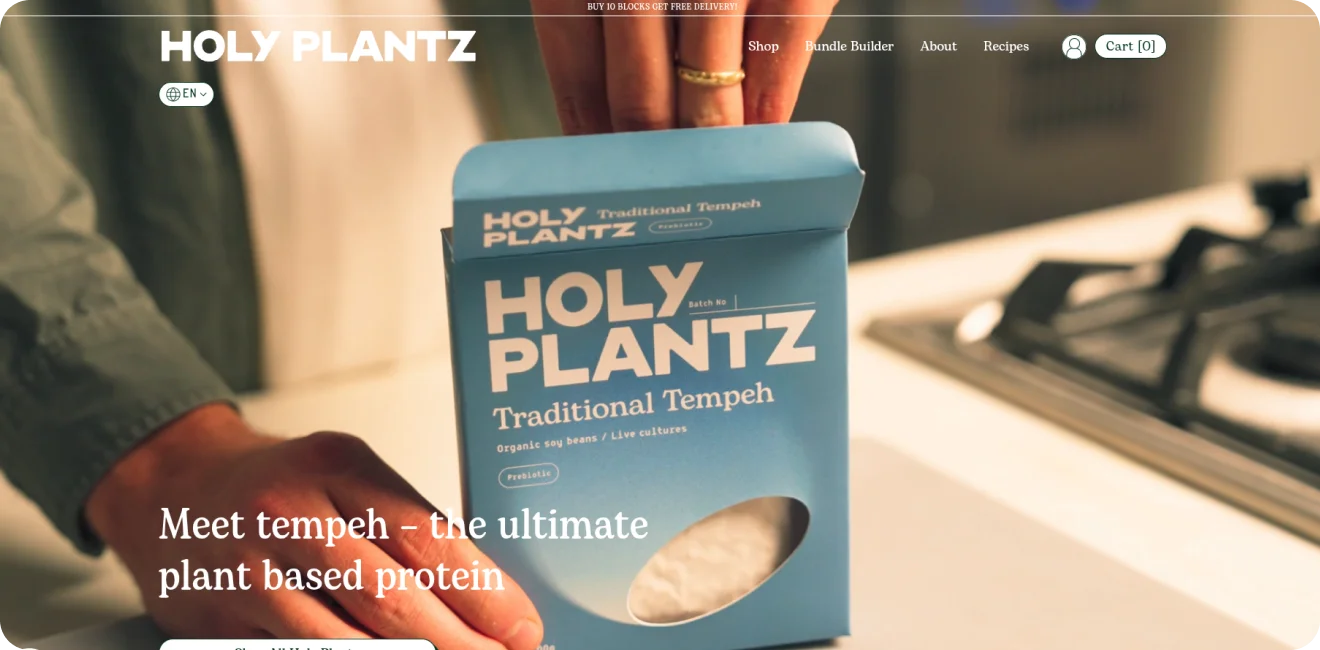 BUY 10 BLOCKS GET FREE DELIVERY!
HOLY PLANTZ
Shop
Bundle Builder
About
Recipes
Cart [0]
EN
HOLY
PLANTZ
Traditional Tempeh
Prebiotic
HOLY
PLANTZ
Batch No
Traditional Tempeh
Organic soy beans / Live cultures
Prebiotic
Meet tempeh – the ultimate
plant based protein